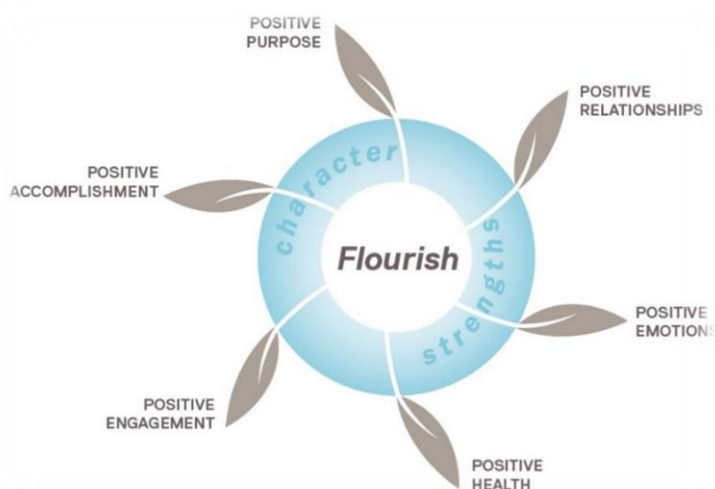 POSITIVE
PURPOSE
POSITIVE
RELATIONSHIPS
POSITIVE
ACCOMPLISHMENT
character
strengths
Flourish
POSITIVE
EMOTIONS
POSITIVE
ENGAGEMENT
POSITIVE
HEALTH